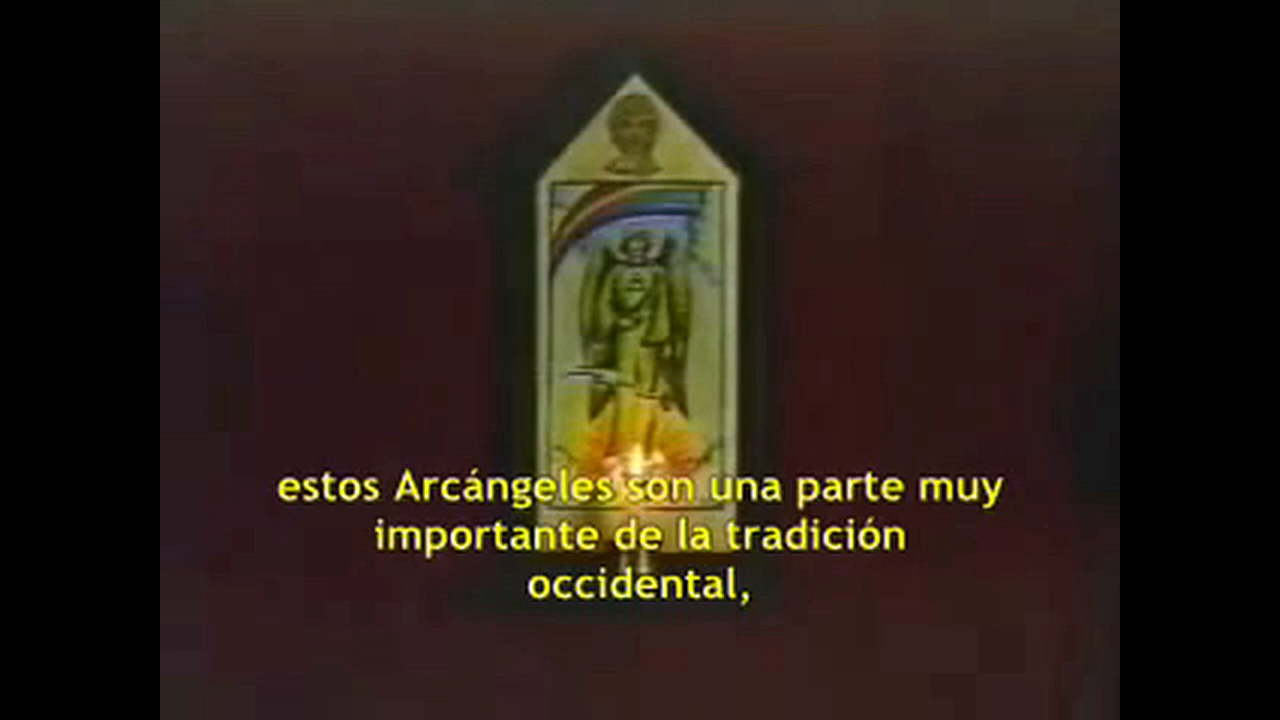 estos Arcángeles son una parte muy
importante de la tradición
occidental,